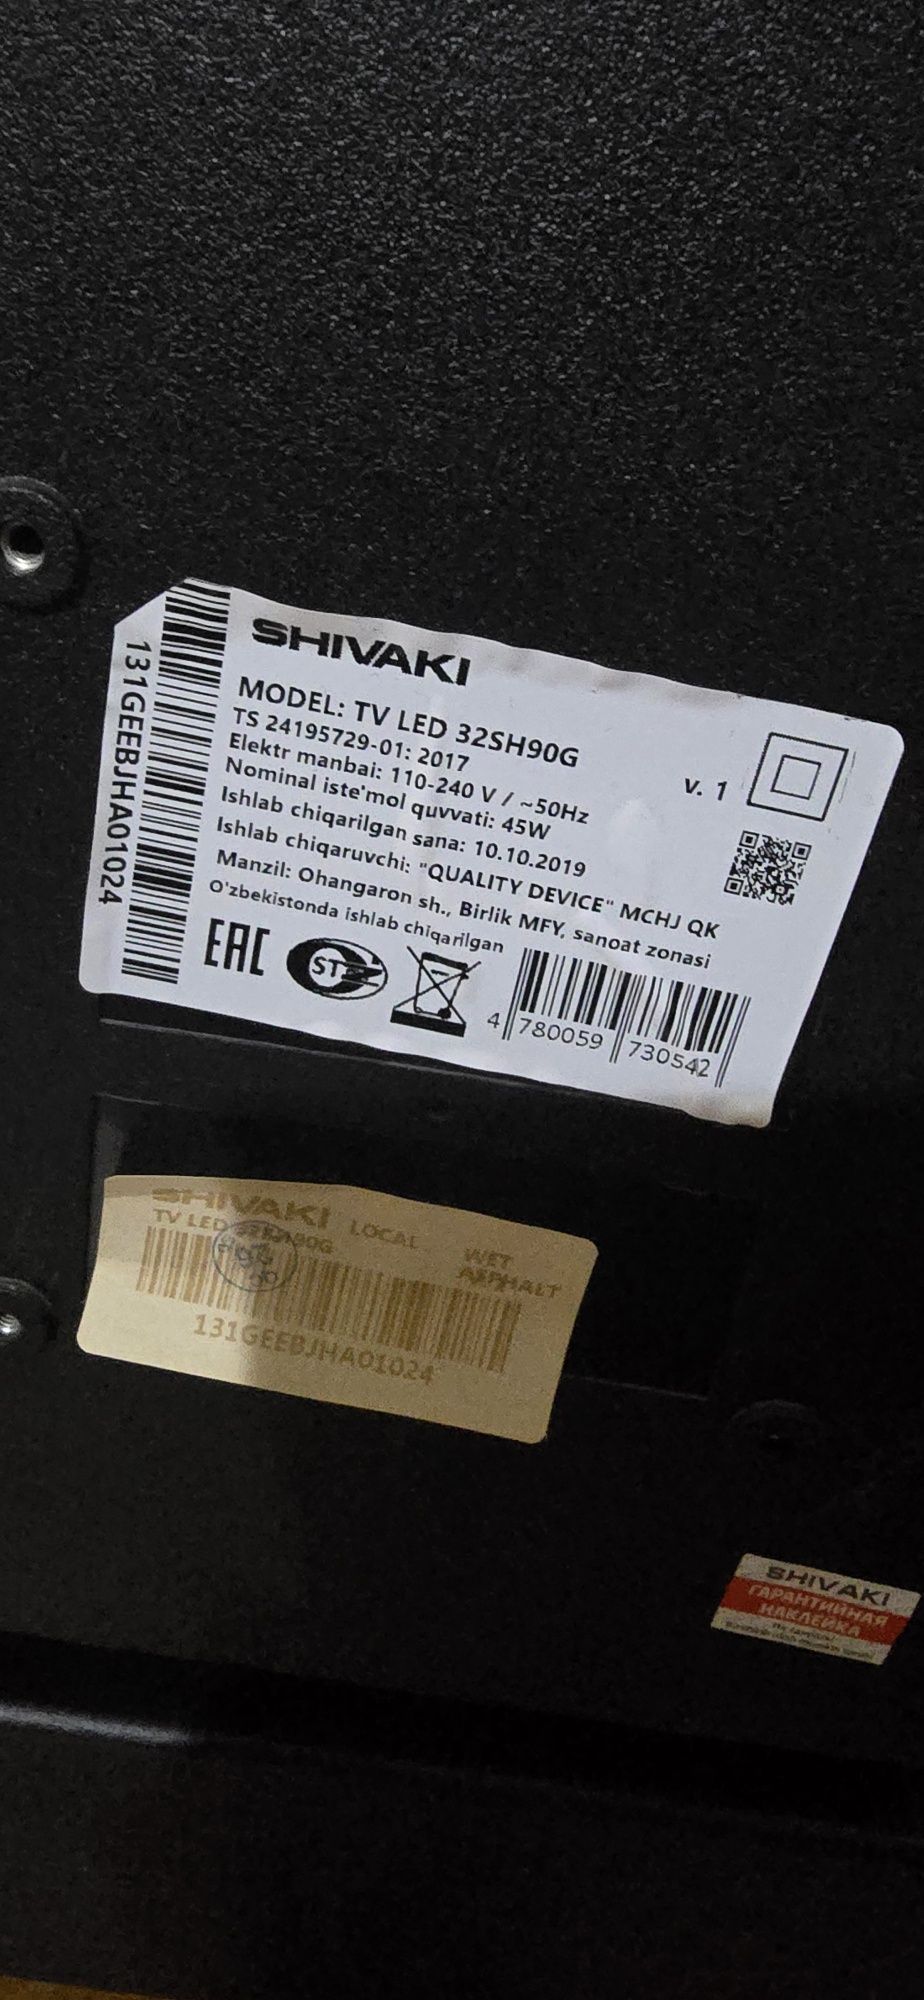 SHIVAKI
MODEL: TV LED 32SH90G
TS 24195729-01: 2017
Elektr manbai: 110-240 V / ~50Hz
Nominal iste'mol quvvati: 45W
Ishlab chiqarilgan sana: 10.10.2019
Ishlab chiqaruvchi: "QUALITY DEVICE" MCHJ QK
Manzil: Ohangaron sh., Birlik MFY, sanoat zonasi
O'zbekistonda ishlab chiqarilgan
v. 1
131GEEBJHA01024
EAC
4 780059 730542
SHIVAKI LOCAL WET
TV LED ASPHALT
131GEEBJHA01024
SHIVAKI
ГАРАНТИЙНАЯ
НАКЛЕЙКА